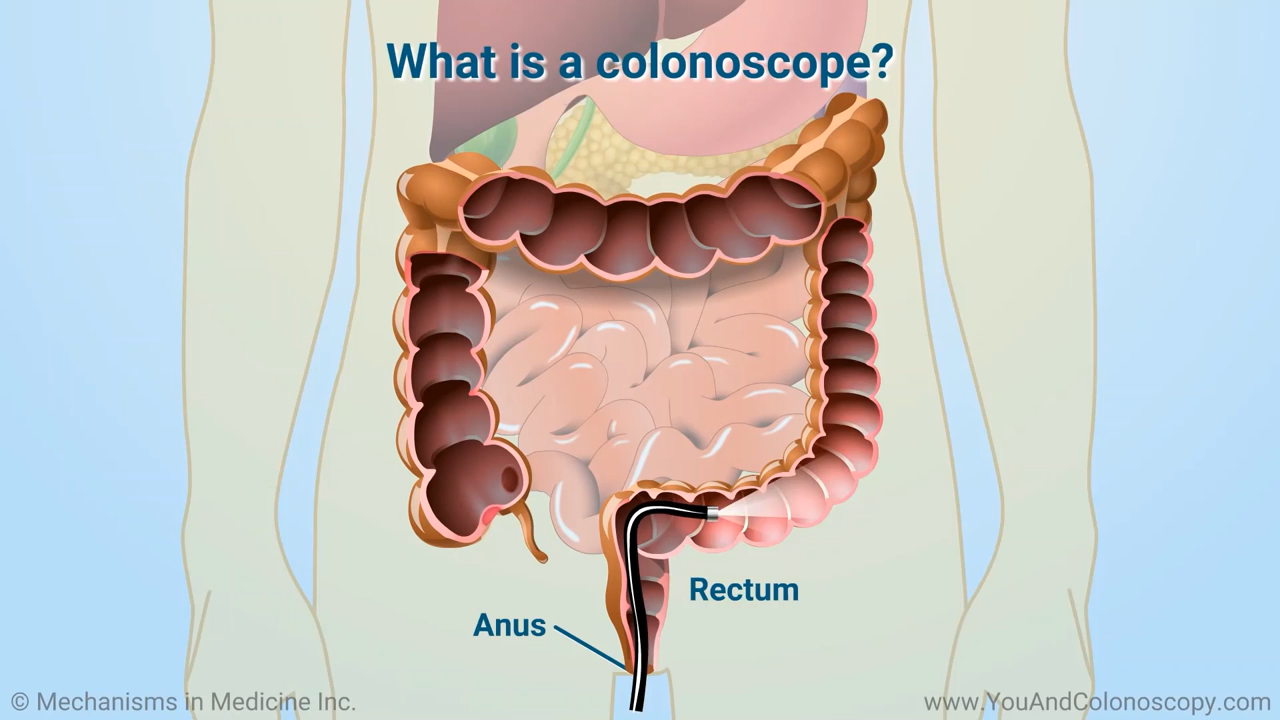 What is a colonoscope?
Rectum
Anus
© Mechanisms in Medicine Inc.
www.YouAndColonoscopy.com